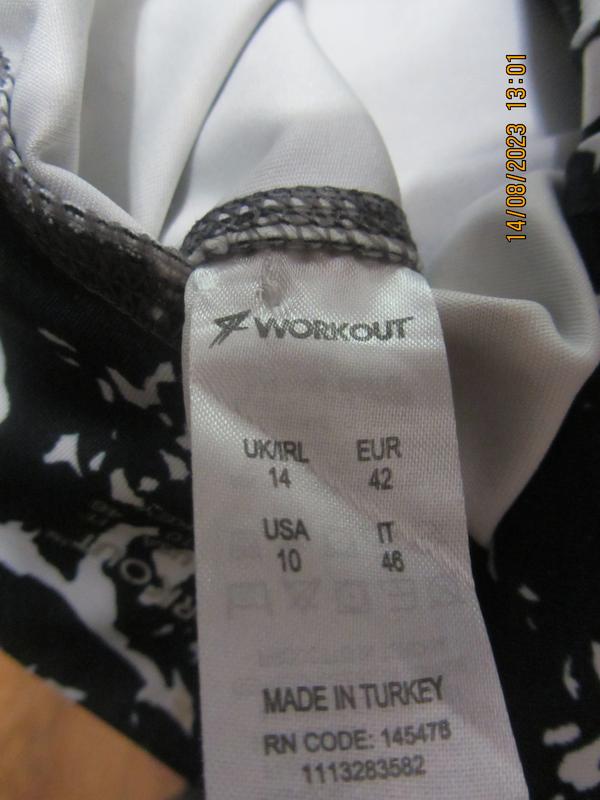 14/08/2023 13:01
WORKOUT
UK/IRL EUR
14 42
USA IT
10 46
MADE IN TURKEY
RN CODE: 145478
1113283582